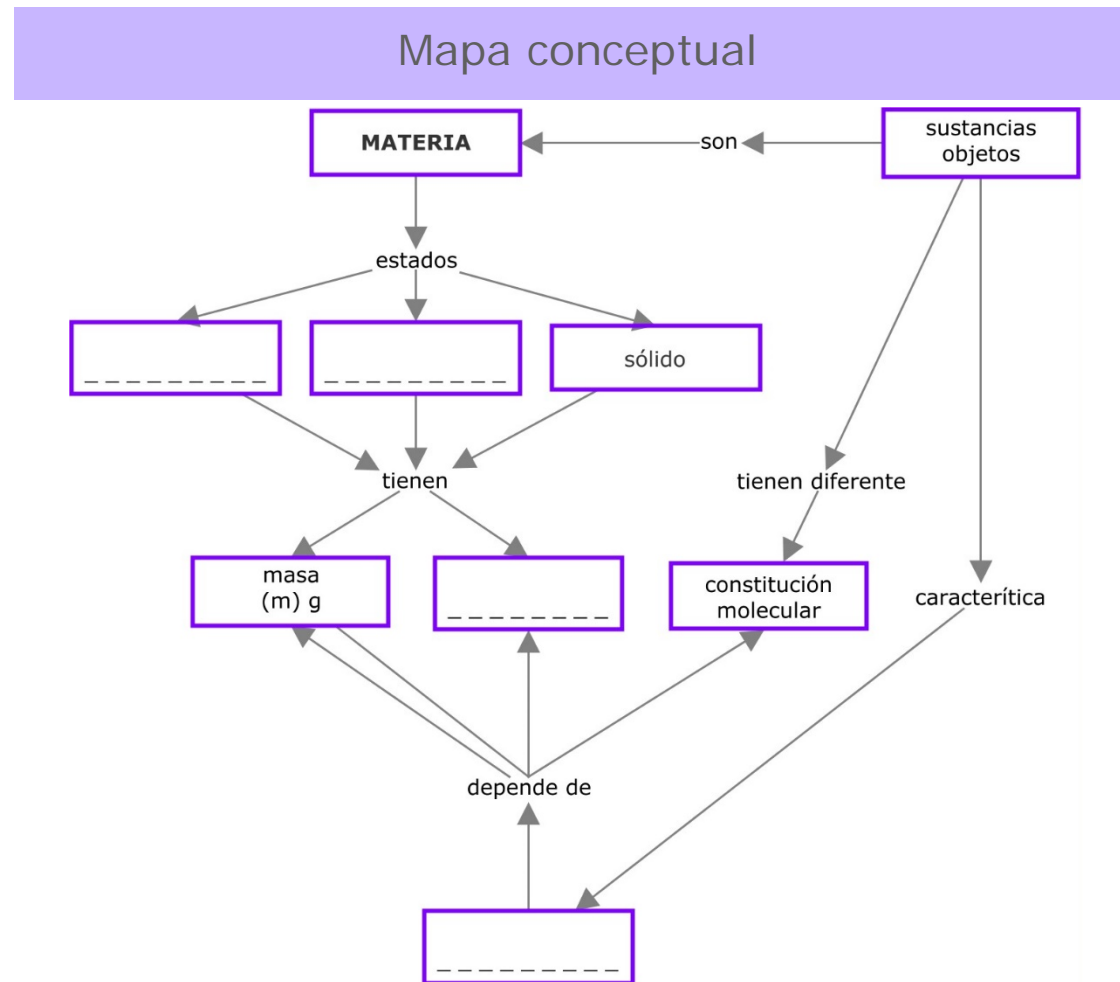 Mapa conceptual
MATERIA
son
sustancias
objetos
estados
_ _ _ _ _ _ _ _ _
_ _ _ _ _ _ _ _ _
sólido
tienen
tienen diferente
masa
(m) g
_ _ _ _ _ _ _ _
constitución
molecular
caracterítica
depende de
_ _ _ _ _ _ _ _ _